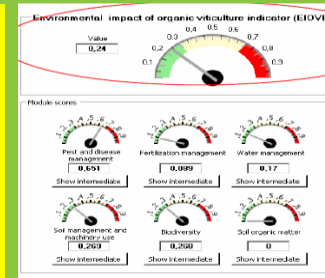 Environmental impact of organic viticulture indicator (EIOVI
Value
0,24
0,1 0,2 0,3 0,4 0,5 0,6 0,7 0,8 0,9
Module scores
Pest and disease management
0,651
Show intermediate
Fertilization management
0,089
Show intermediate
Water management
0,17
Show intermediate
Soil management and machinery use
0,269
Show intermediate
Biodiversity
0,260
Show intermediate
Soil organic matter
0
Show intermediate